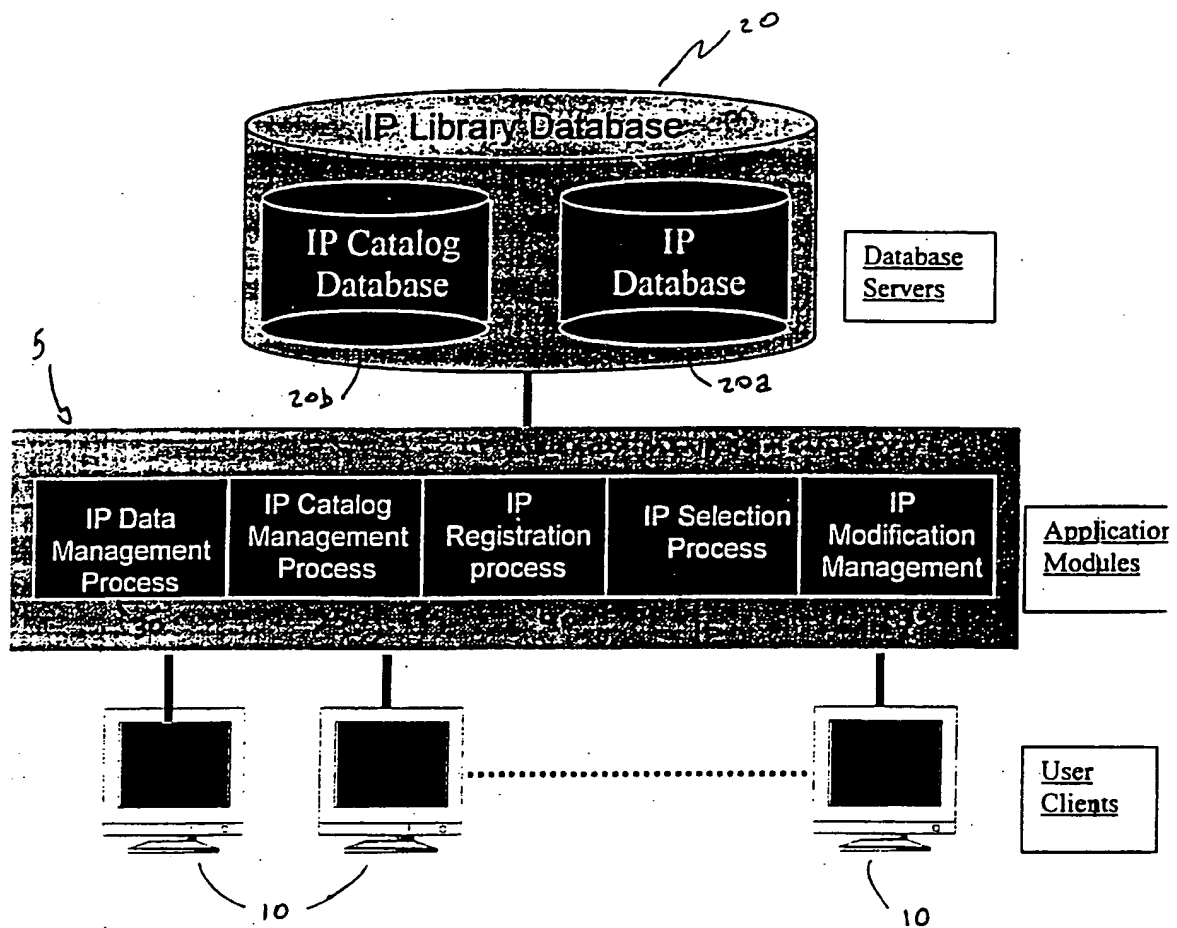 20
IP Library Database
IP Catalog
Database
IP
Database
Database
Servers
5
20b
20a
IP Data
Management
Process
IP Catalog
Management
Process
IP
Registration
process
IP Selection
Process
IP
Modification
Management
Application
Modules
User
Clients
10
10